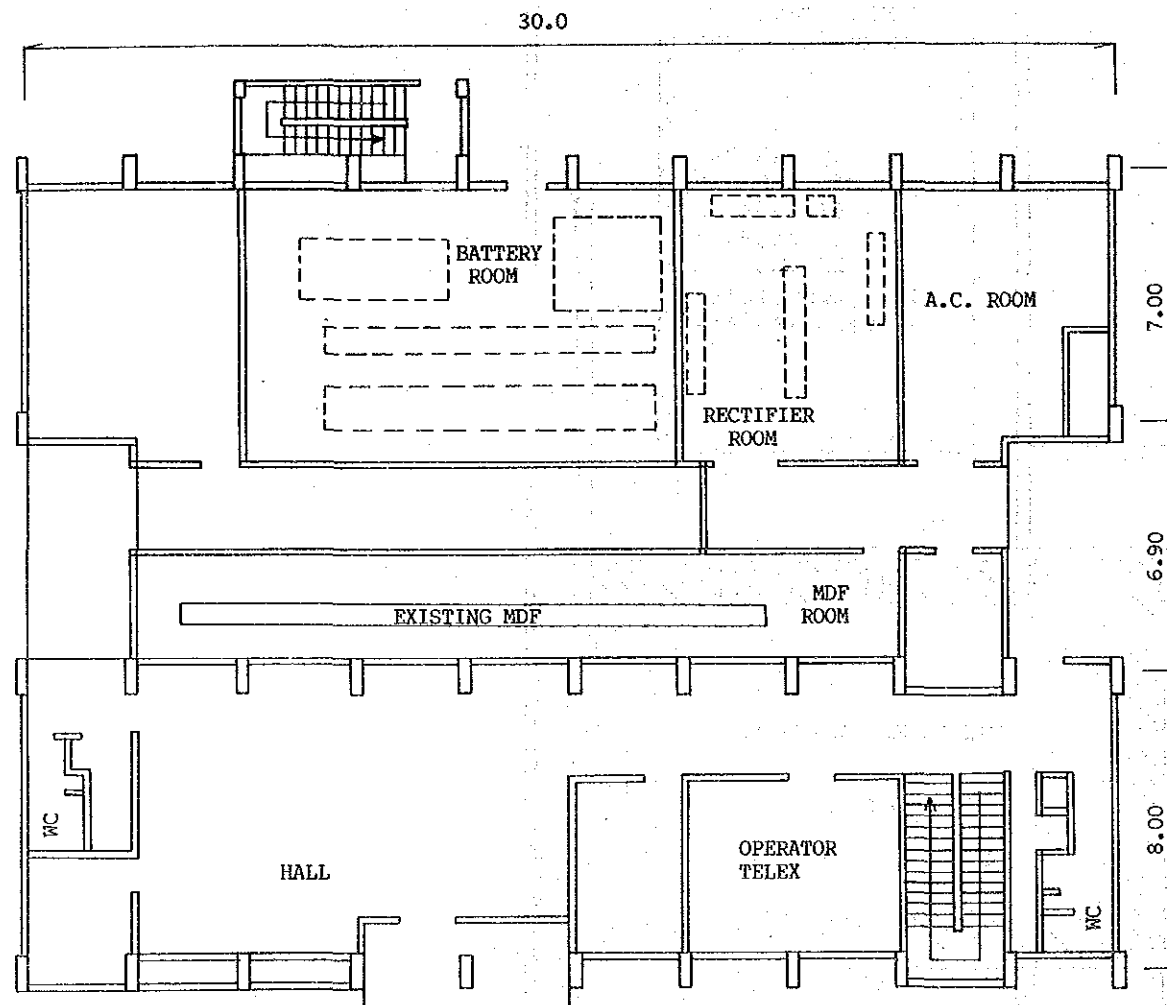 30.0
BATTERY
ROOM
A.C. ROOM
7.00
RECTIFIER
ROOM
6.90
MDF
ROOM
EXISTING MDF
WC
HALL
OPERATOR
TELEX
8.00
WC